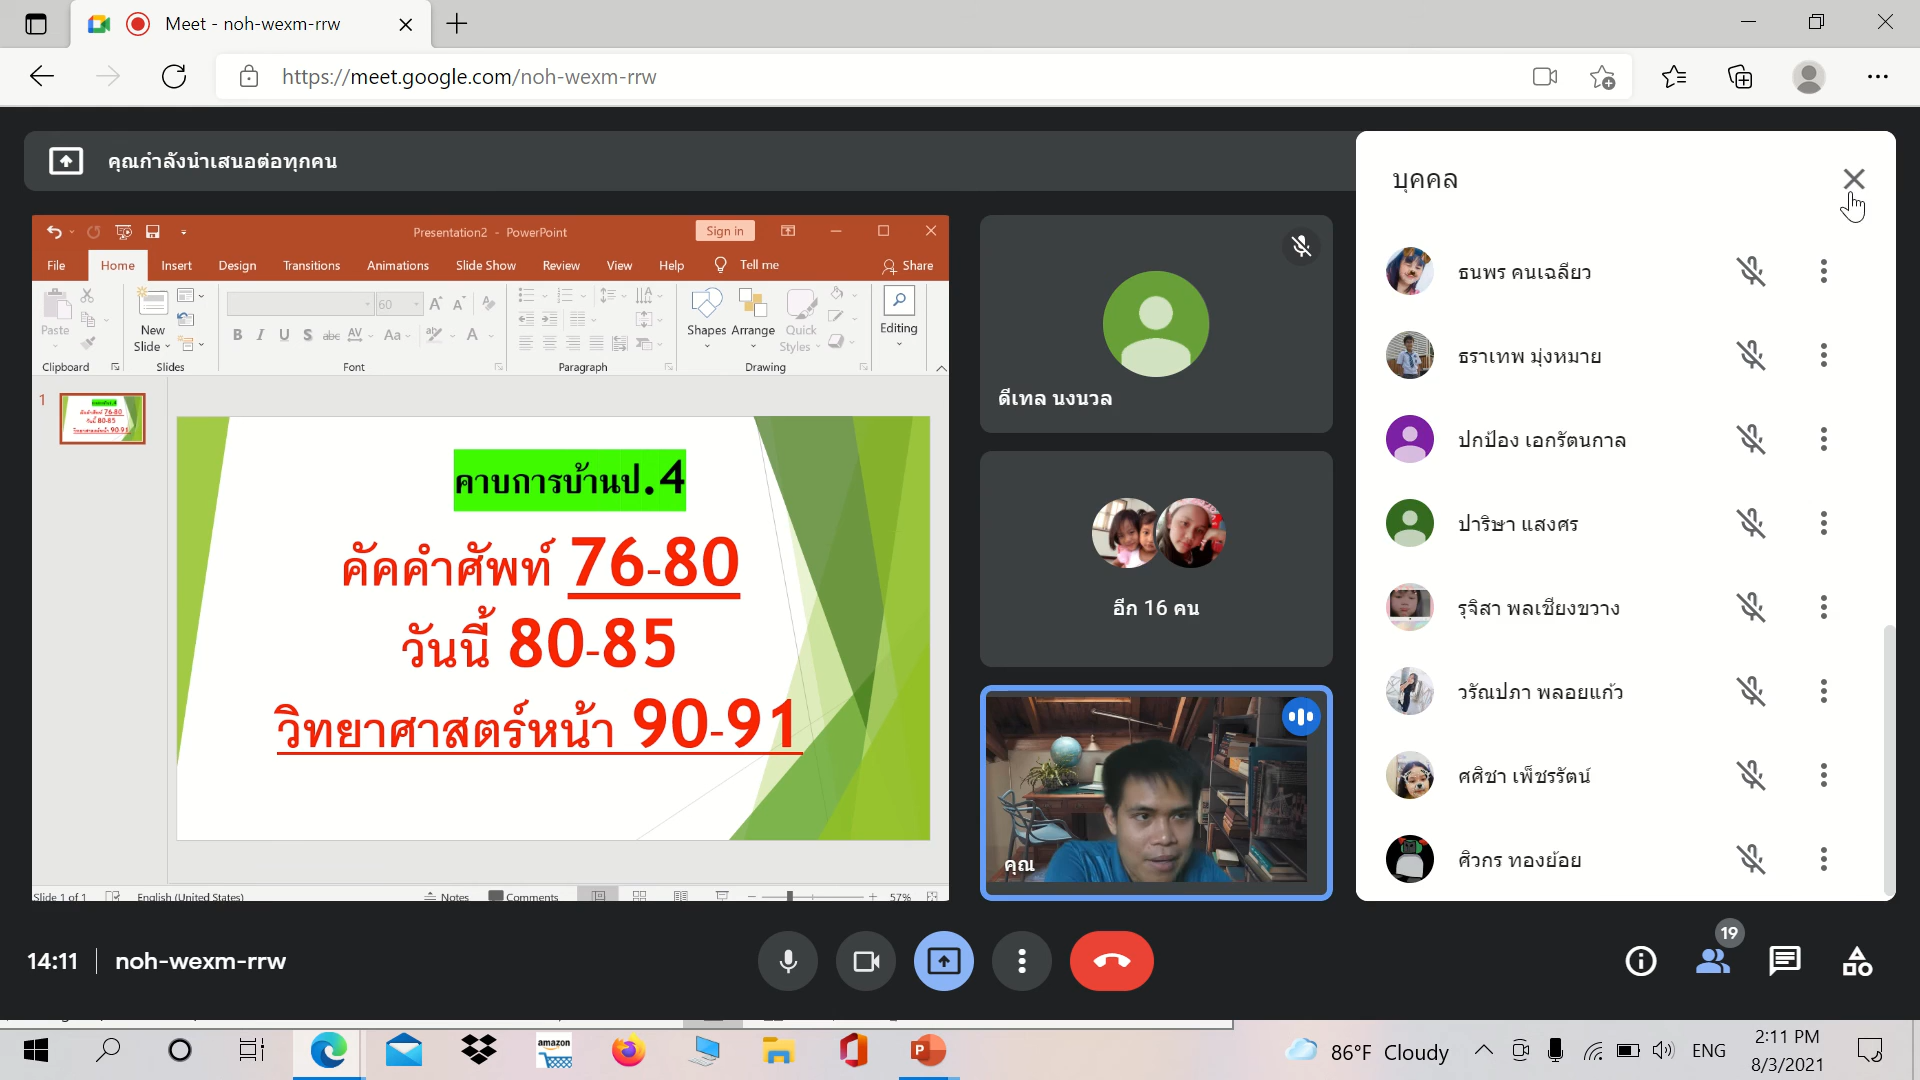 Meet - noh-wexm-rrw
https://meet.google.com/noh-wexm-rrw
คุณกำลังนำเสนอต่อทุกคน
บุคคล
Presentation2 - PowerPoint
Sign in
File Home Insert Design Transitions Animations Slide Show Review View Help Tell me Share
Paste
New Slide
60
B I U S abc AV Aa A
Shapes Arrange Quick Styles
Editing
Clipboard Slides Font Paragraph Drawing
1
คาบการบ้านป.4
คัดคำศัพท์ 76-80
วันนี้ 80-85
วิทยาศาสตร์หน้า 90-91
Slide 1 of 1 English (United States) Notes Comments 57%
ดีเทล นงนวล
อีก 16 คน
คุณ
ธนพร คนเฉลียว
ธราเทพ มุ่งหมาย
ปกป้อง เอกรัตนกาล
ปาริษา แสงศร
รุจิสา พลเชียงขวาง
วรัณปภา พลอยแก้ว
ศศิชา เพ็ชรรัตน์
ศิวกร ทองย้อย
14:11 noh-wexm-rrw
19
amazon
P
86°F Cloudy
ENG
2:11 PM
8/3/2021